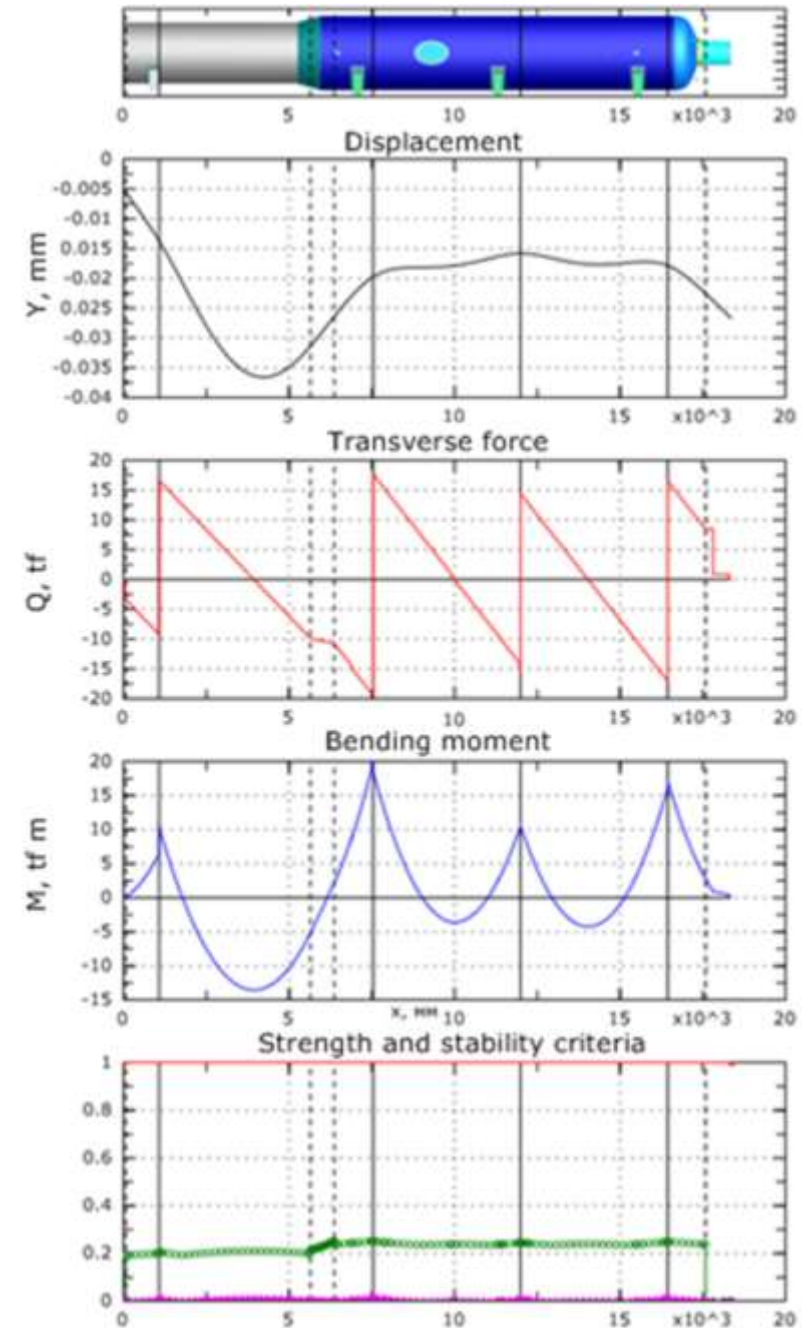 0 5 10 15 x10^3 20
Displacement
Y, mm
0
-0.005
-0.01
0.015
-0.02
0.025
-0.03
-0.035
-0.04
0 5 10 15 x10^3 20
Transverse force
Q, tf
20
15
10
5
0
-5
-10
-15
-20
0 5 10 15 x10^3 20
Bending moment
M, tf m
20
15
10
5
0
-5
-10
-15
0 5 x, мм 10 15 x10^3 20
Strength and stability criteria
1
0.8
0.6
0.4
0.2
0
0 5 10 15 x10^3 20